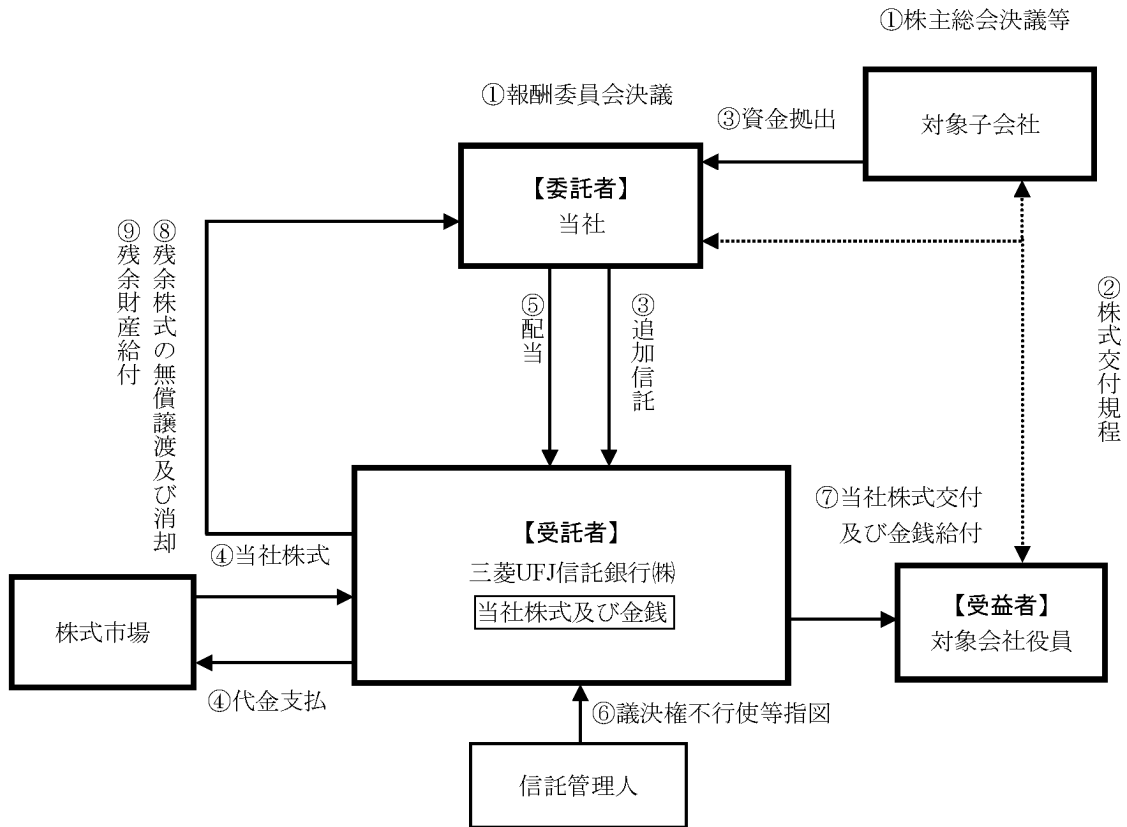 ①株主総会決議等
①報酬委員会決議
③資金拠出
対象子会社
【委託者】
当社
⑨残余財産給付
⑧残余株式の無償譲渡及び消却
⑤配当
③追加信託
②株式交付規程
⑦当社株式交付
及び金銭給付
④当社株式
【受託者】
三菱UFJ信託銀行㈱
当社株式及び金銭
株式市場
【受益者】
対象会社役員
④代金支払
⑥議決権不行使等指図
信託管理人